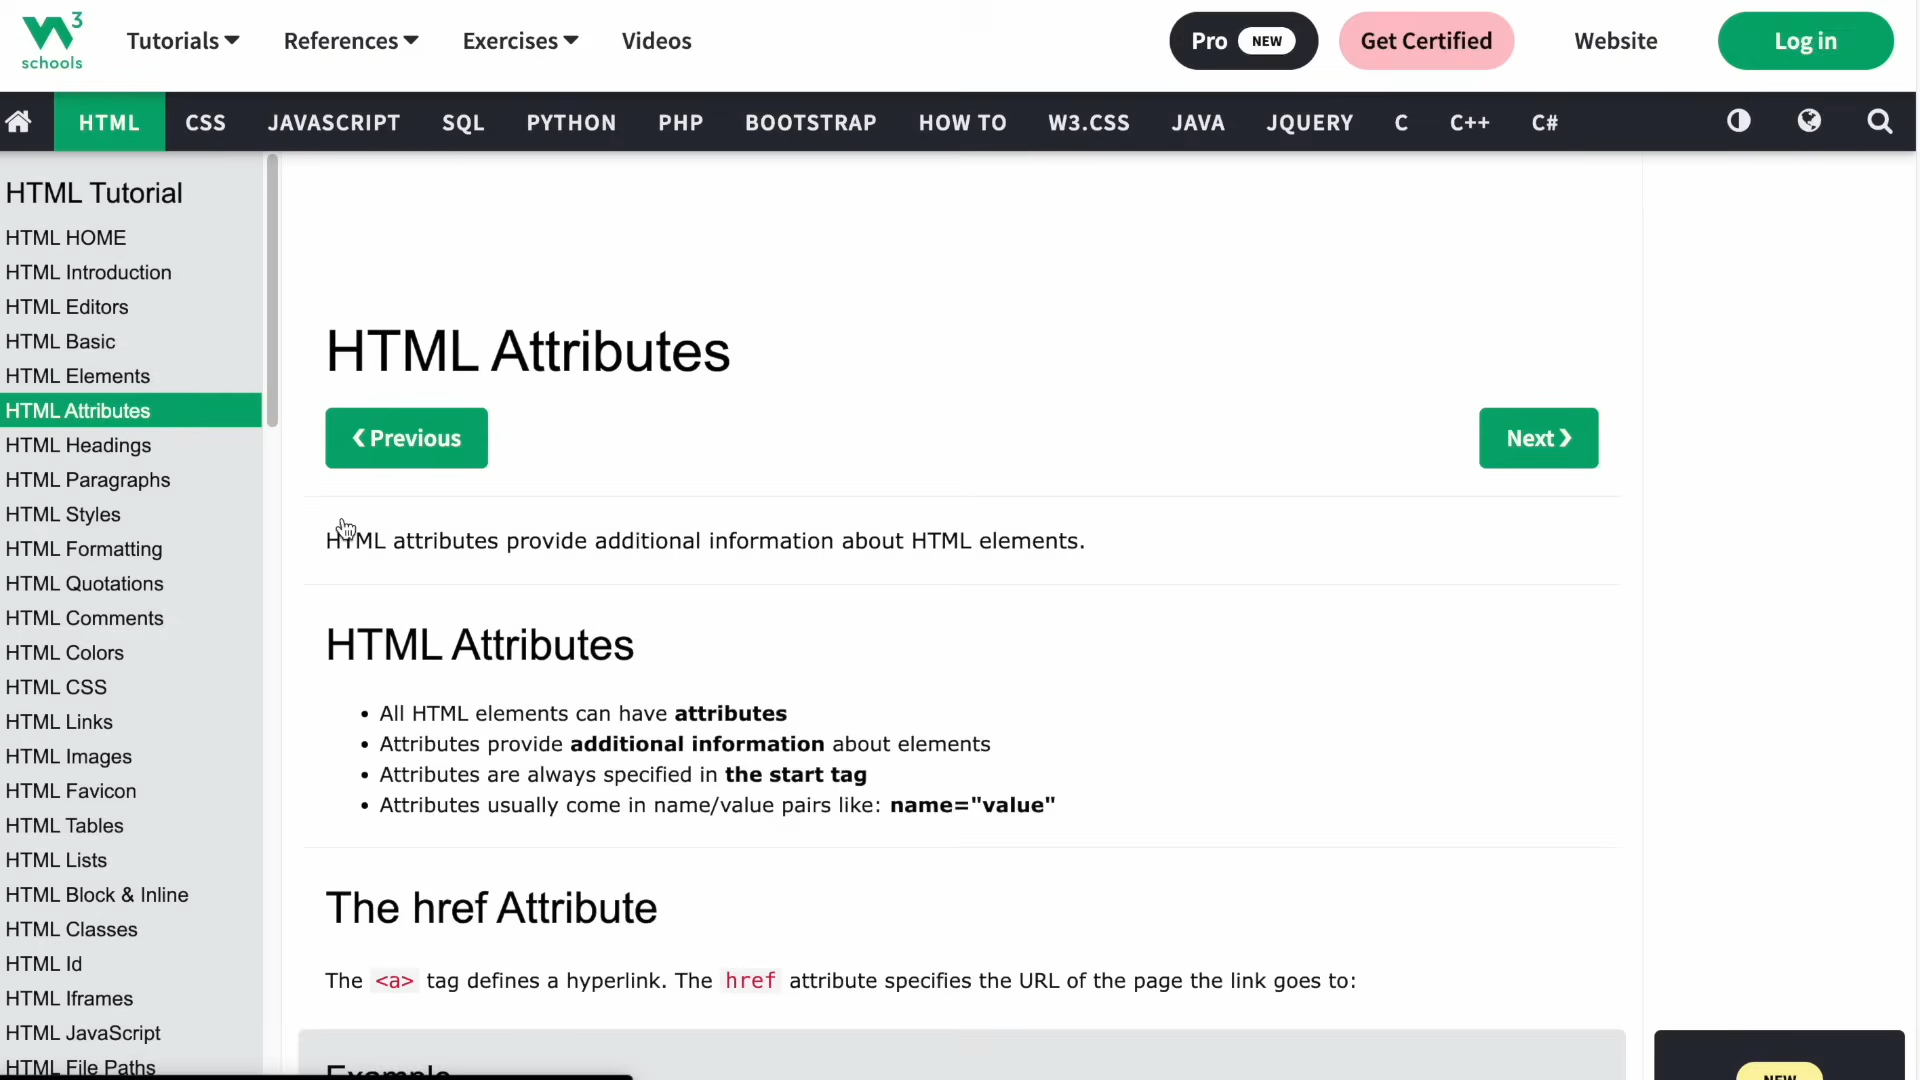 3
schools
Tutorials
References
Exercises
Videos
Pro NEW
Get Certified
Website
Log in
HTML
CSS
JAVASCRIPT
SQL
PYTHON
PHP
BOOTSTRAP
HOW TO
W3.CSS
JAVA
JQUERY
C
C++
C#
HTML Tutorial
HTML HOME
HTML Introduction
HTML Editors
HTML Basic
HTML Elements
HTML Attributes
HTML Headings
HTML Paragraphs
HTML Styles
HTML Formatting
HTML Quotations
HTML Comments
HTML Colors
HTML CSS
HTML Links
HTML Images
HTML Favicon
HTML Tables
HTML Lists
HTML Block & Inline
HTML Classes
HTML Id
HTML Iframes
HTML JavaScript
HTML File Paths
HTML Attributes
❮ Previous
Next ❯
HTML attributes provide additional information about HTML elements.
HTML Attributes
• All HTML elements can have attributes
• Attributes provide additional information about elements
• Attributes are always specified in the start tag
• Attributes usually come in name/value pairs like: name="value"
The href Attribute
The <a> tag defines a hyperlink. The href attribute specifies the URL of the page the link goes to:
Example
NEW